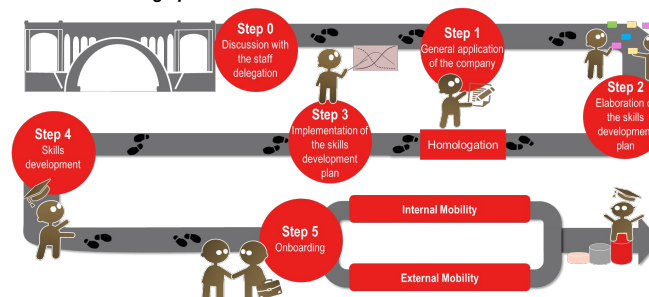 Step 0
Discussion with
the staff
delegation
Step 1
General application
of the company
Step 2
Elaboration
the skills
development
plan
Step 3
Implementation of
the skills
development
plan
Homologation
Step 4
Skills
development
Step 5
Onboarding
Internal Mobility
External Mobility